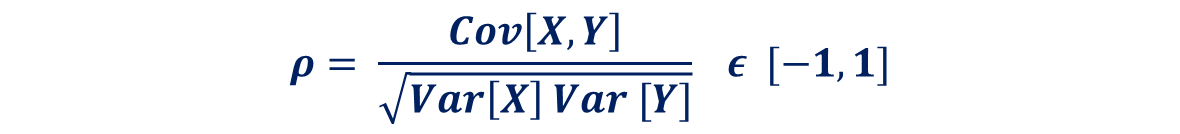 ρ = Cov[X, Y] / √Var[X] Var [Y] ϵ [−1, 1]